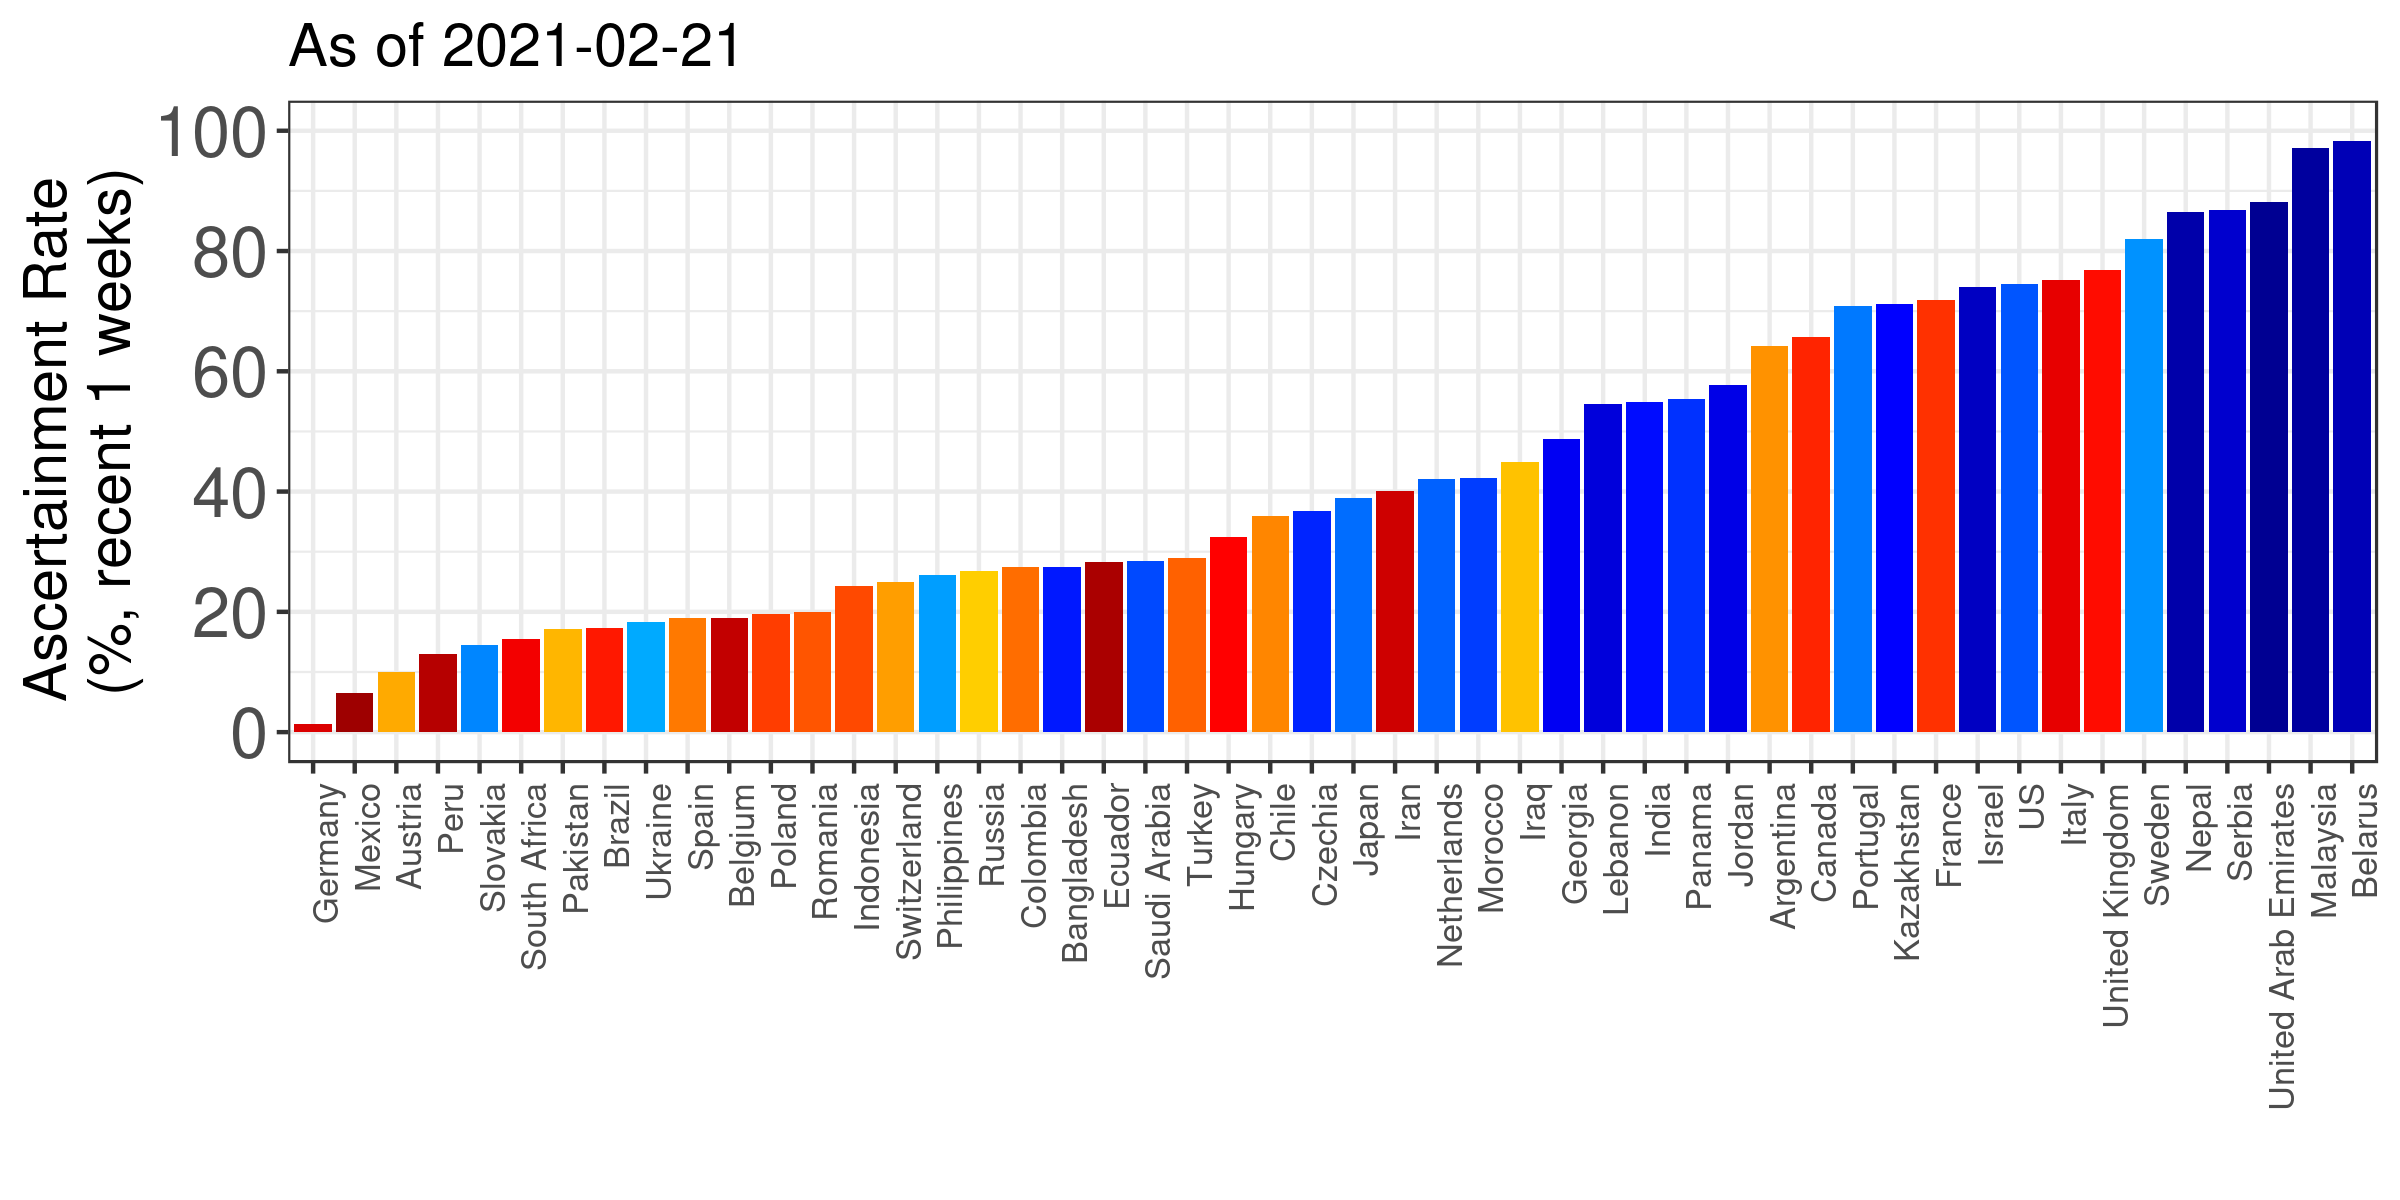 As of 2021-02-21
Ascertainment Rate
(%, recent 1 weeks)
100
80
60
40
20
0
Germany
Mexico
Austria
Peru
Slovakia
South Africa
Pakistan
Brazil
Ukraine
Spain
Belgium
Poland
Romania
Indonesia
Switzerland
Philippines
Russia
Colombia
Bangladesh
Ecuador
Saudi Arabia
Turkey
Hungary
Chile
Czechia
Japan
Iran
Netherlands
Morocco
Iraq
Georgia
Lebanon
India
Panama
Jordan
Argentina
Canada
Portugal
Kazakhstan
France
Israel
US
Italy
United Kingdom
Sweden
Nepal
Serbia
United Arab Emirates
Malaysia
Belarus